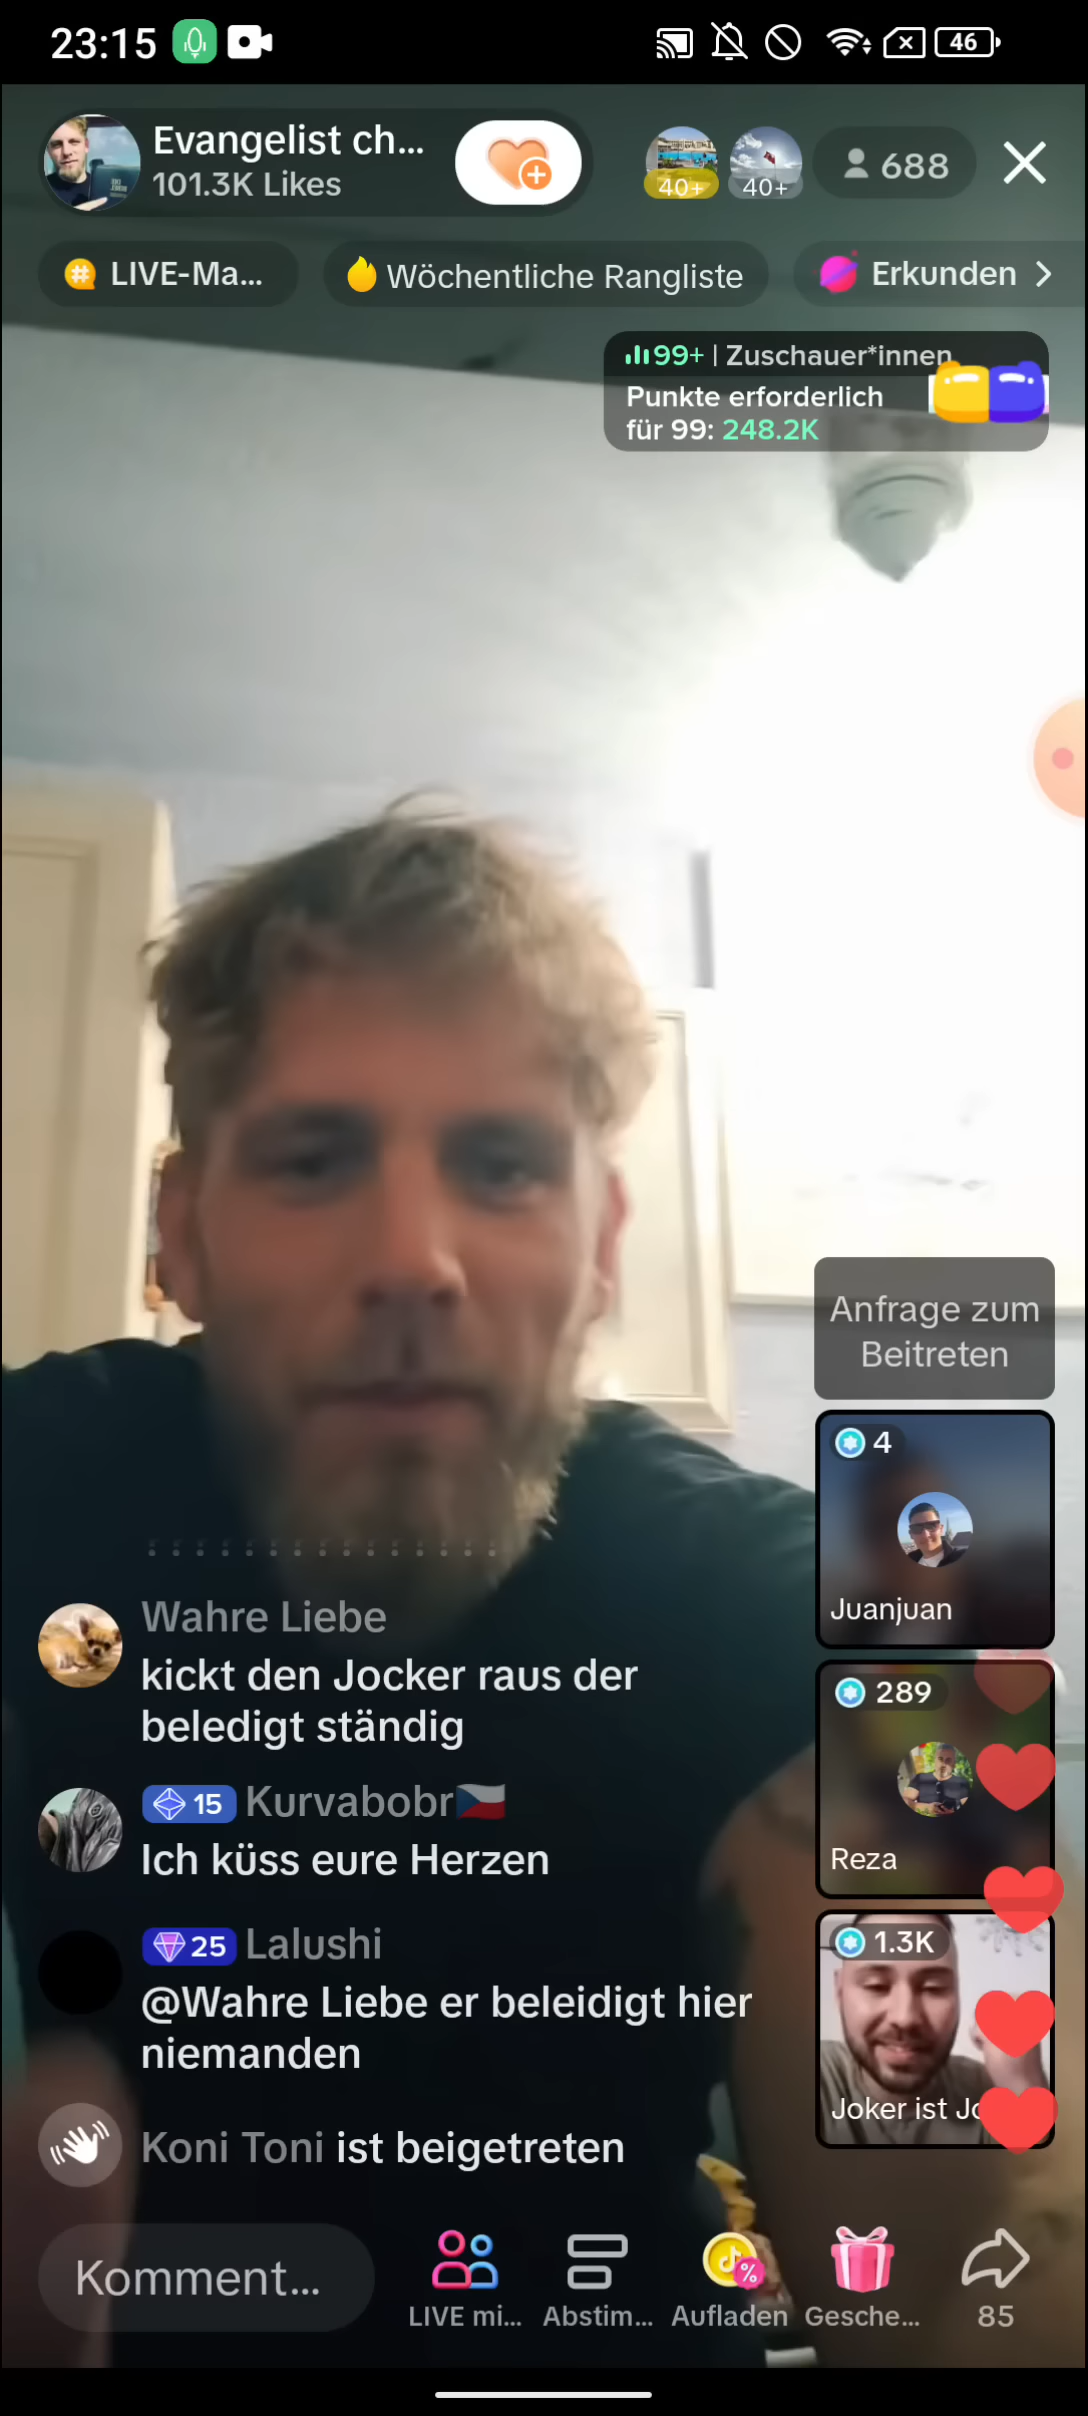 23:15
46
Evangelist ch...
101.3K Likes
40+
40+
688
LIVE-Ma...
Wöchentliche Rangliste
Erkunden
99+ | Zuschauer*innen
Punkte erforderlich
für 99: 248.2K
Anfrage zum
Beitreten
4
Juanjuan
289
Reza
1.3K
Joker ist
Wahre Liebe
kickt den Jocker raus der
beledigt ständig
15 Kurvabobr🇨🇿
Ich küss eure Herzen
25 Lalushi
@Wahre Liebe er beleidigt hier
niemanden
Koni Toni ist beigetreten
Komment...
LIVE mi...
Abstim...
Aufladen
Gesche...
85